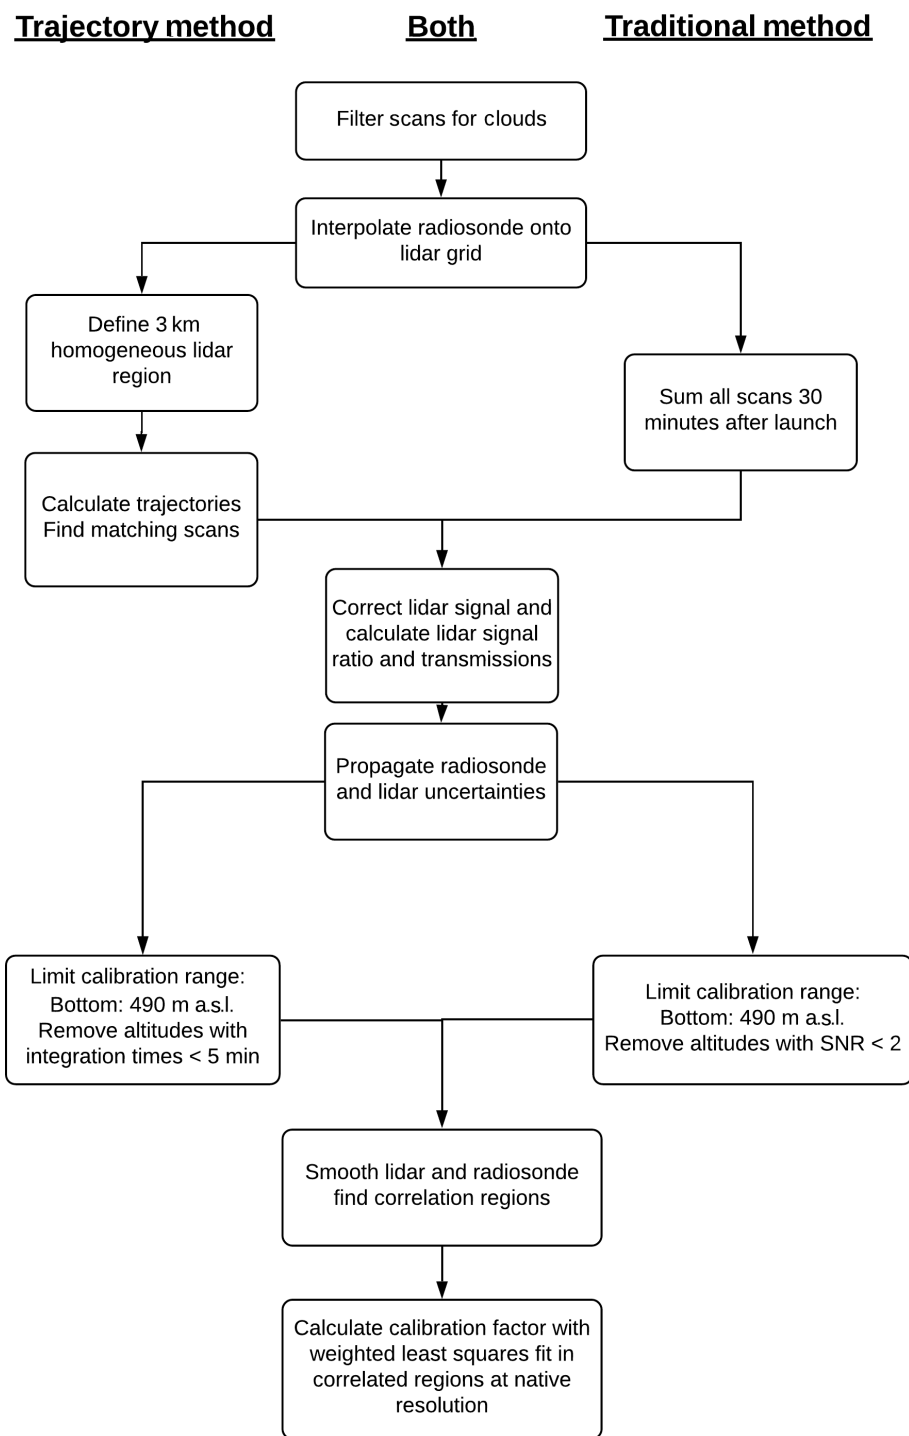 Trajectory method
Both
Traditional method
Filter scans for clouds
Interpolate radiosonde onto
lidar grid
Define 3 km
homogeneous lidar
region
Sum all scans 30
minutes after launch
Calculate trajectories
Find matching scans
Correct lidar signal and
calculate lidar signal
ratio and transmissions
Propagate radiosonde
and lidar uncertainties
Limit calibration range:
Bottom: 490 m a.s.l.
Remove altitudes with
integration times < 5 min
Limit calibration range:
Bottom: 490 m a.s.l.
Remove altitudes with SNR < 2
Smooth lidar and radiosonde
find correlation regions
Calculate calibration factor with
weighted least squares fit in
correlated regions at native
resolution